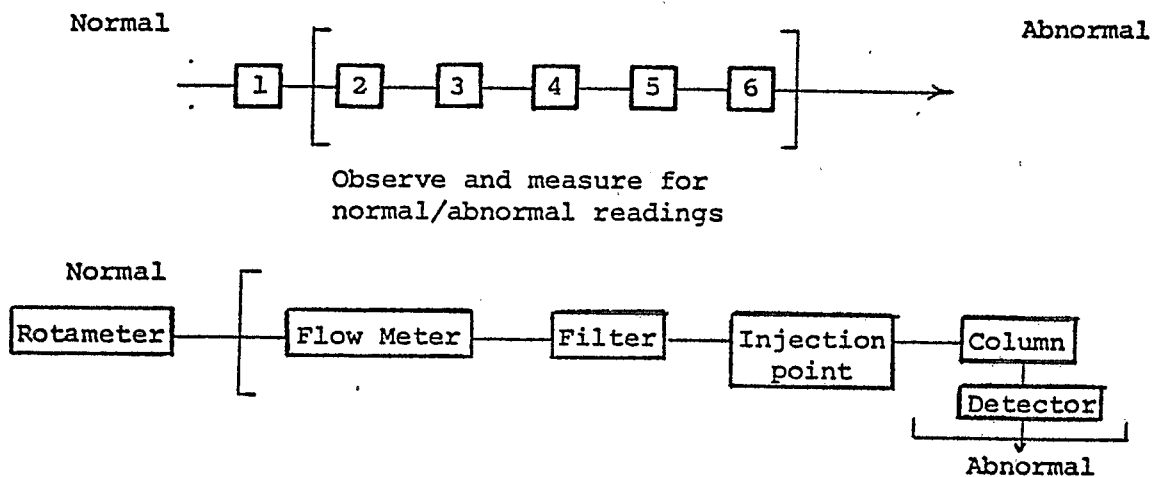 Normal
Abnormal
1 2 3 4 5 6
Observe and measure for
normal/abnormal readings
Normal
Rotameter Flow Meter Filter Injection point Column
Detector
Abnormal